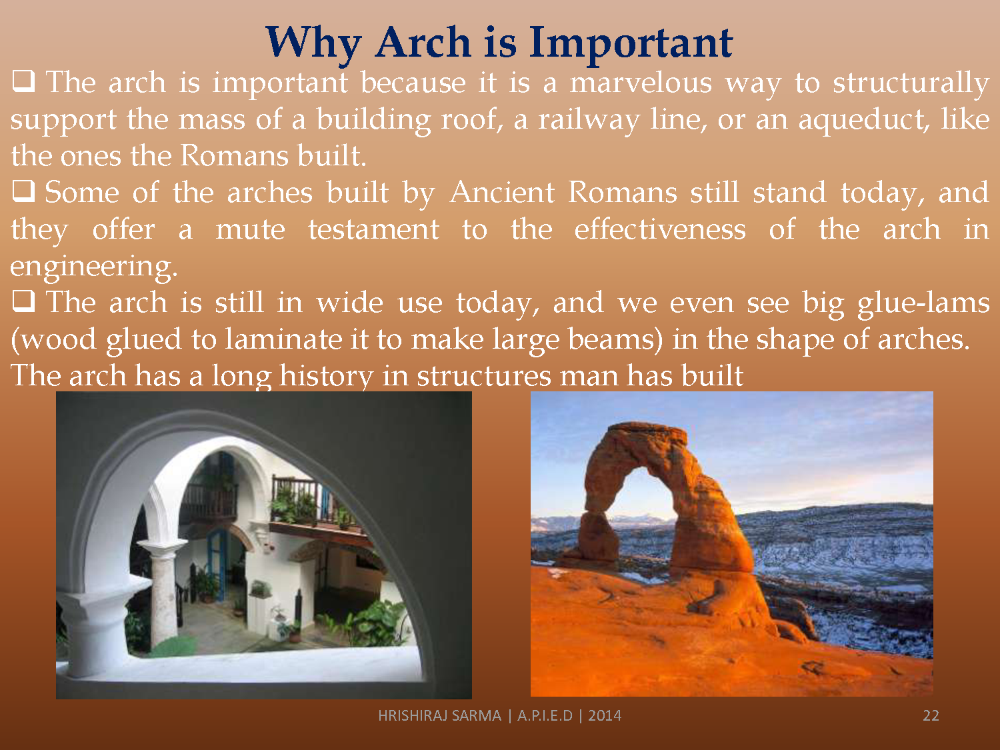 Why Arch is Important
❑ The arch is important because it is a marvelous way to structurally
support the mass of a building roof, a railway line, or an aqueduct, like
the ones the Romans built.
❑ Some of the arches built by Ancient Romans still stand today, and
they offer a mute testament to the effectiveness of the arch in
engineering.
❑ The arch is still in wide use today, and we even see big glue-lams
(wood glued to laminate it to make large beams) in the shape of arches.
The arch has a long history in structures man has built
HRISHIRAJ SARMA | A.P.I.E.D | 2014
22